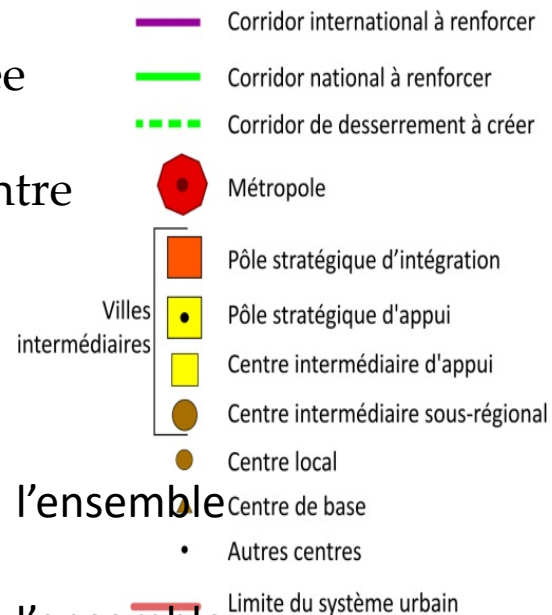 Corridor international à renforcer
Corridor national à renforcer
Corridor de desserrement à créer
Métropole
Pôle stratégique d'intégration
Villes
intermédiaires
Pôle stratégique d'appui
Centre intermédiaire d'appui
Centre intermédiaire sous-régional
Centre local
l'ensemble
Centre de base
Autres centres
Limite du système urbain